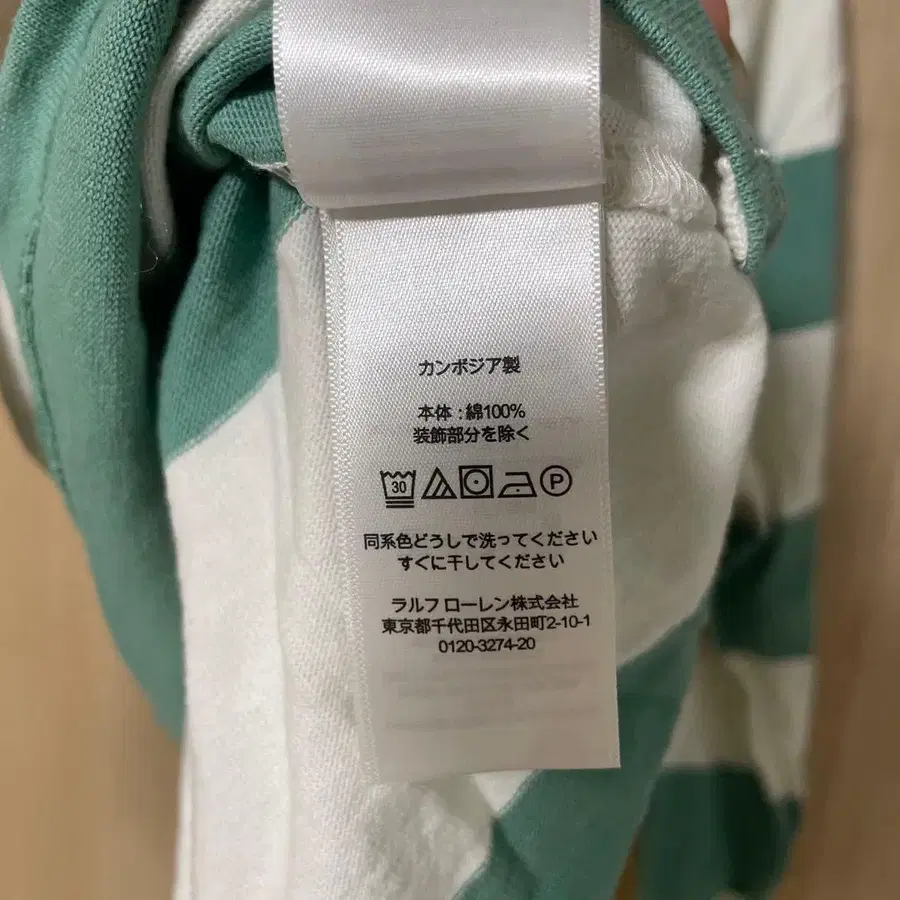 カンボジア製
本体：綿100%
装飾部分を除く
30 P
同系色どうしで洗ってください
すぐに干してください
ラルフ ローレン株式会社
東京都千代田区永田町2-10-1
0120-3274-20